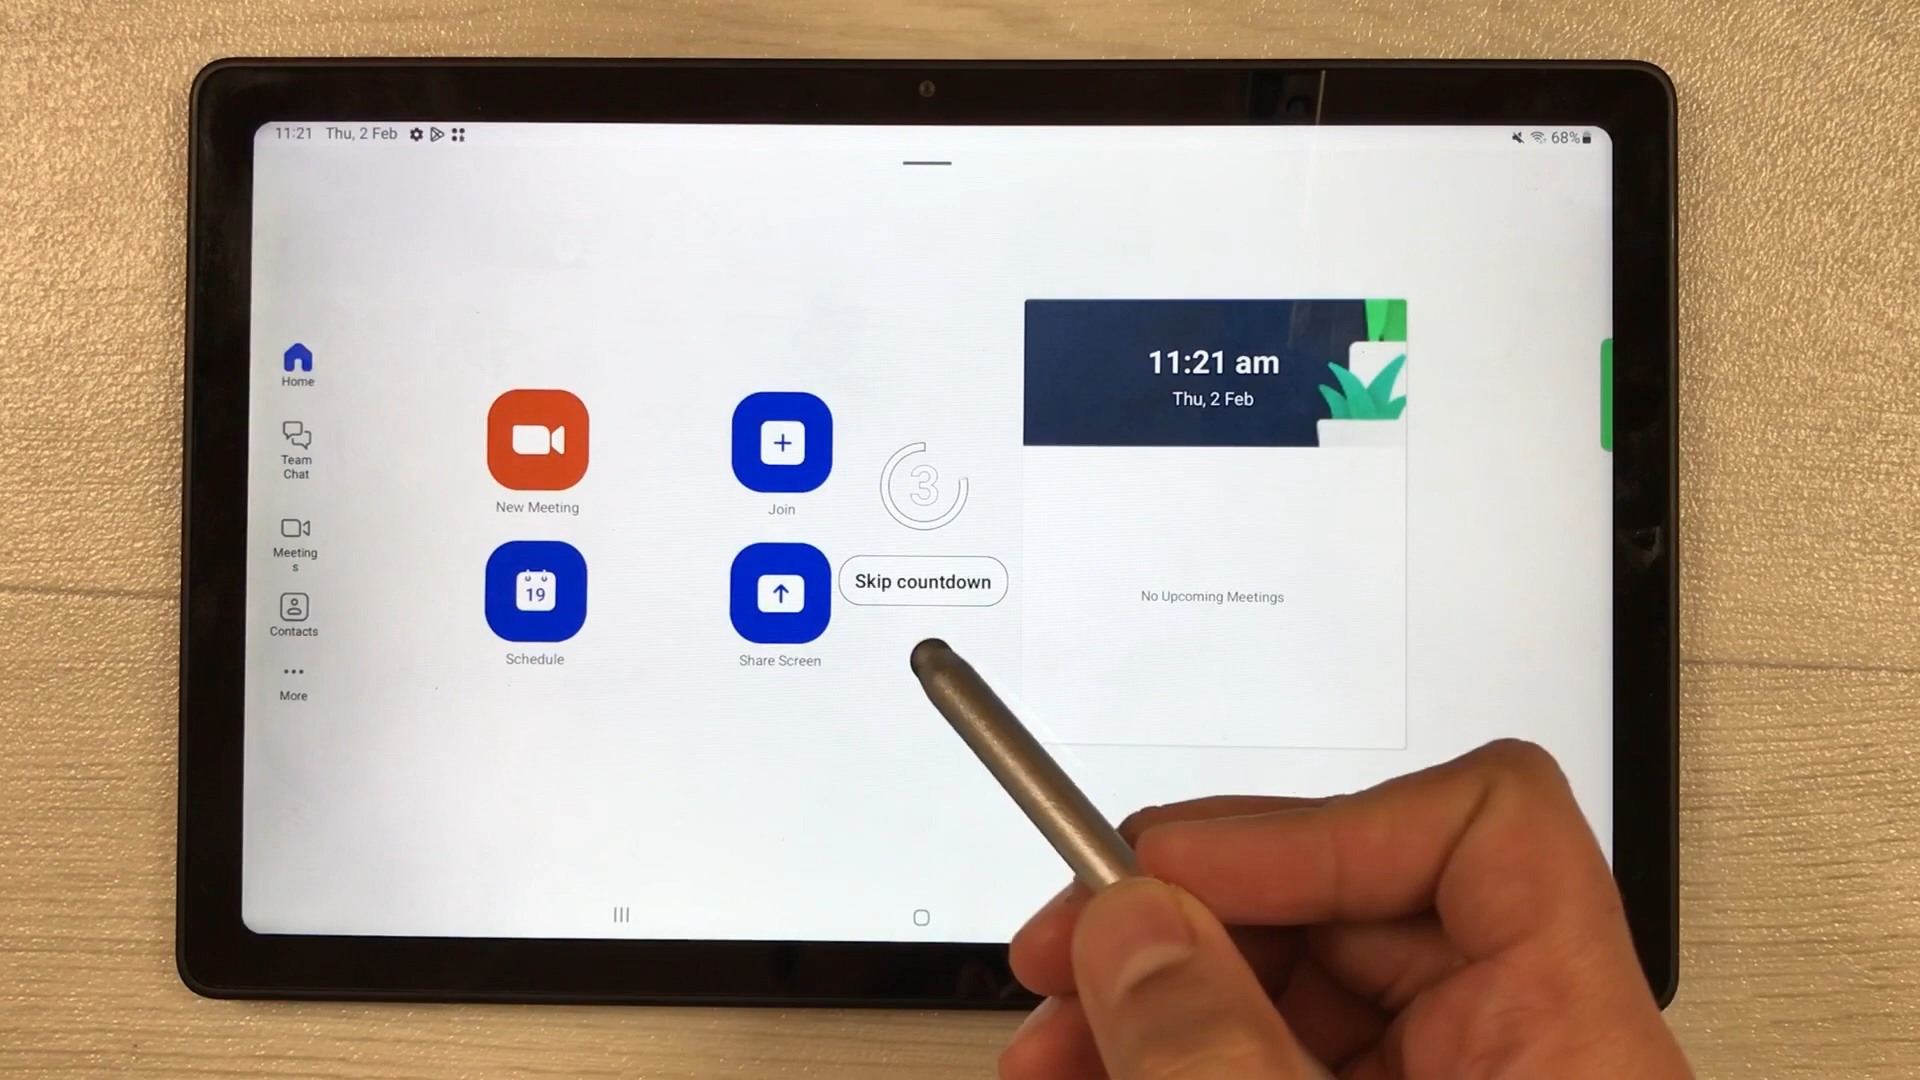 11:21 Thu, 2 Feb
68%
Home
Team
Chat
Meeting
s
Contacts
More
New Meeting
Join
19
Schedule
Share Screen
3
Skip countdown
11:21 am
Thu, 2 Feb
No Upcoming Meetings